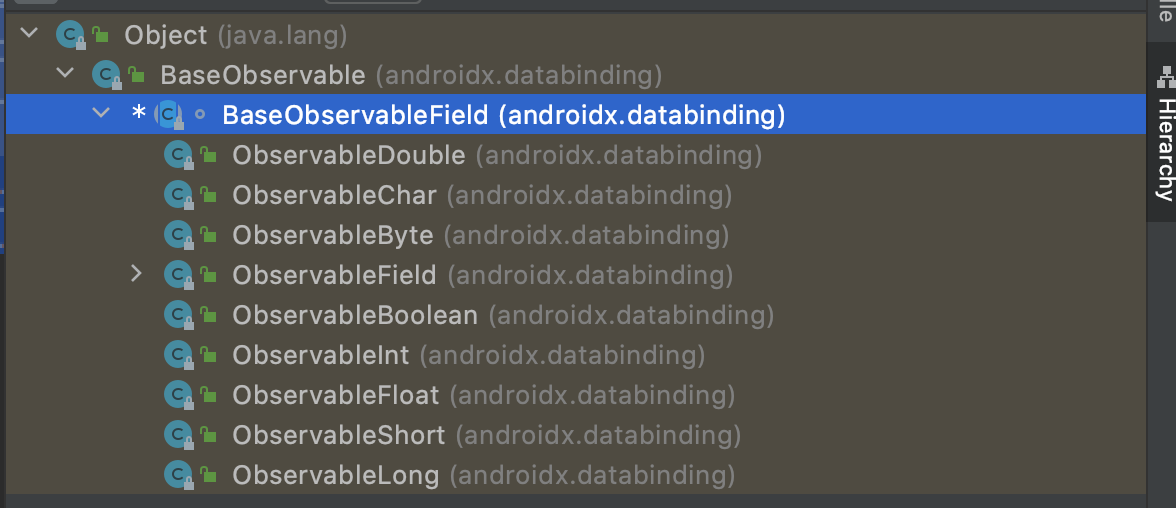 Object (java.lang)
BaseObservable (androidx.databinding)
* BaseObservableField (androidx.databinding)
ObservableDouble (androidx.databinding)
ObservableChar (androidx.databinding)
ObservableByte (androidx.databinding)
ObservableField (androidx.databinding)
ObservableBoolean (androidx.databinding)
ObservableInt (androidx.databinding)
ObservableFloat (androidx.databinding)
ObservableShort (androidx.databinding)
ObservableLong (androidx.databinding)
Hierarchy